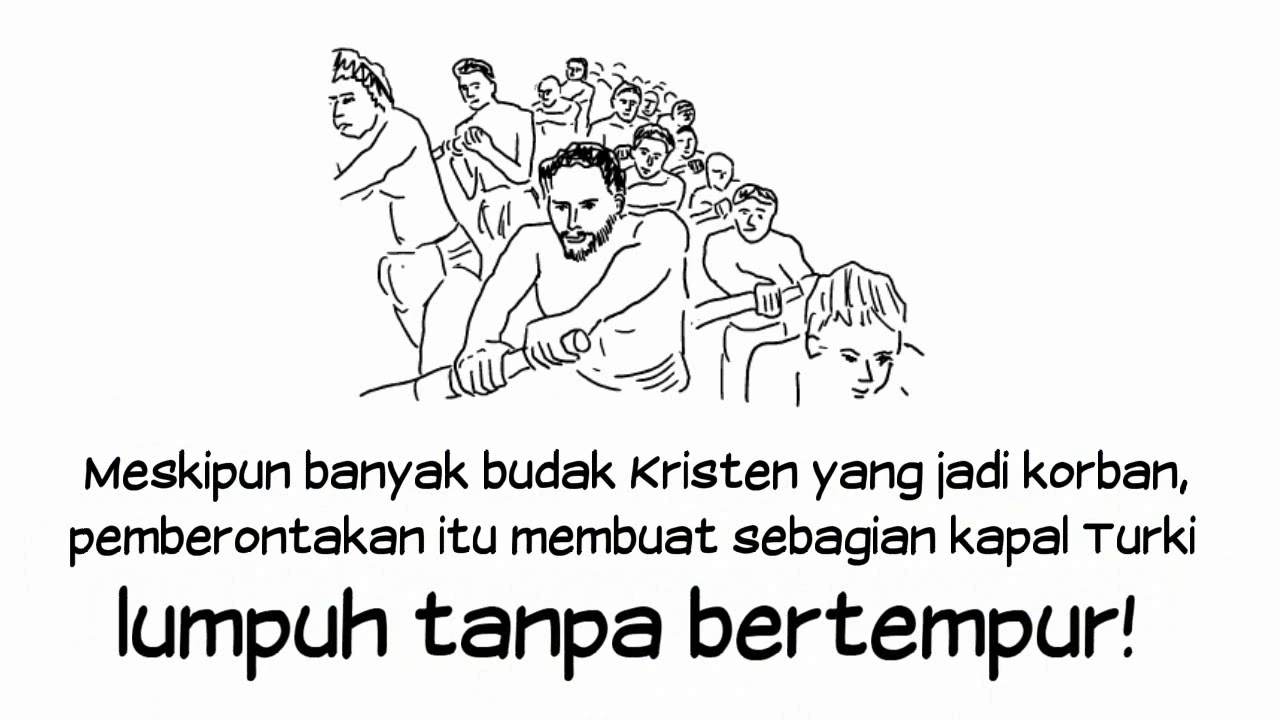 Meskipun banyak budak Kristen yang jadi korban,
pemberontakan itu membuat sebagian kapal Turki
lumpuh tanpa bertempur!